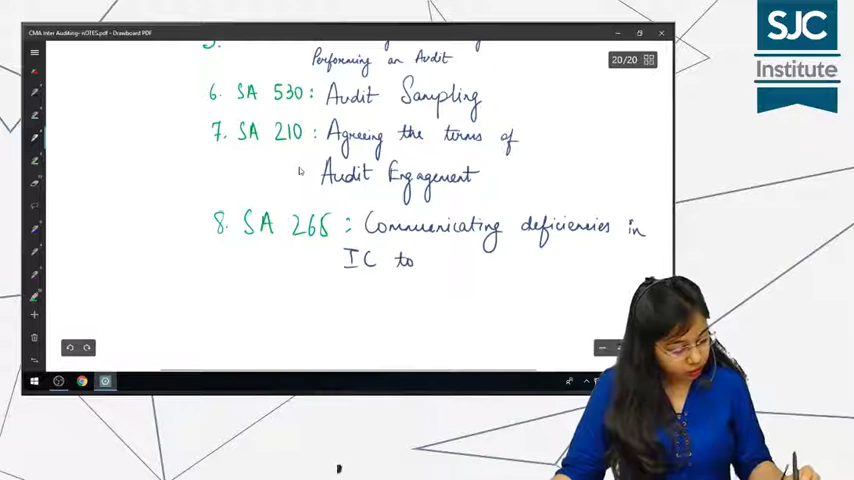 CMA Inter Auditing- nOTES.pdf - Drawboard PDF
20/20
SJC
Institute
Performing an Audit
6. SA 530: Audit Sampling
7. SA 210: Agreeing the terms of
Audit Engagement
8. SA 265: Communicating deficiencies in
IC to